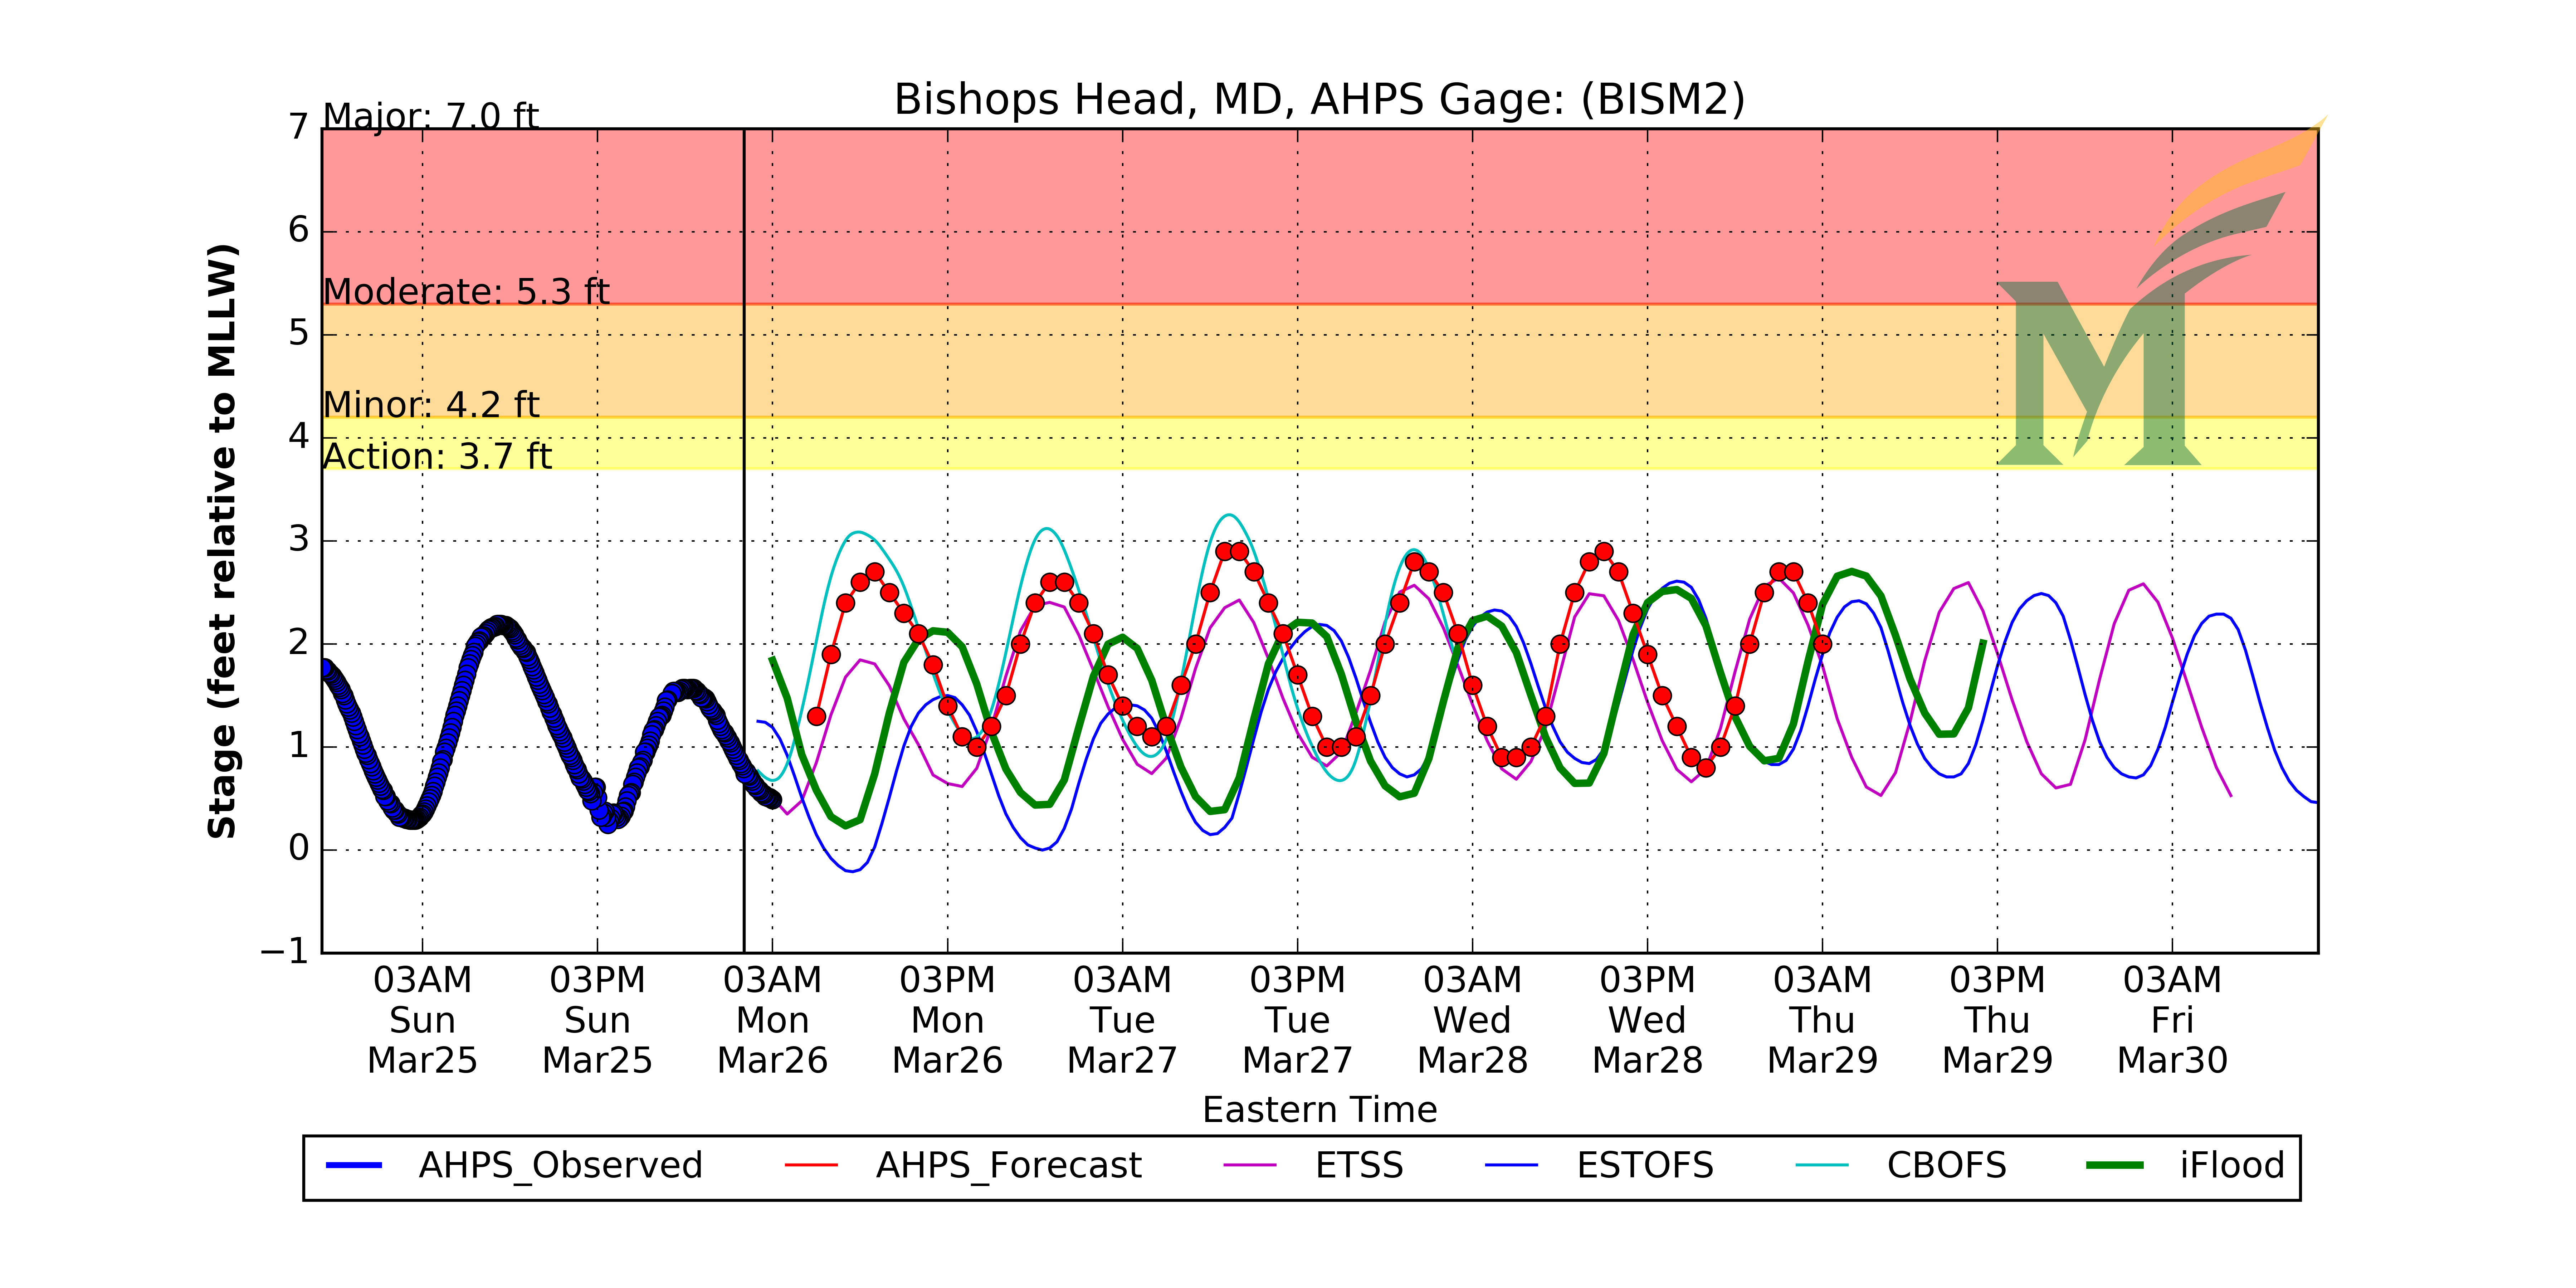 Bishops Head, MD, AHPS Gage: (BISM2)
Major: 7.0 ft
Moderate: 5.3 ft
Minor: 4.2 ft
Action: 3.7 ft
7
6
5
4
3
2
1
0
−1
Stage (feet relative to MLLW)
03AM 03PM 03AM 03PM 03AM 03PM 03AM 03PM 03AM 03PM 03AM
Sun Sun Mon Mon Tue Tue Wed Wed Thu Thu Fri
Mar25 Mar25 Mar26 Mar26 Mar27 Mar27 Mar28 Mar28 Mar29 Mar29 Mar30
Eastern Time
AHPS_Observed AHPS_Forecast ETSS ESTOFS CBOFS iFlood
M